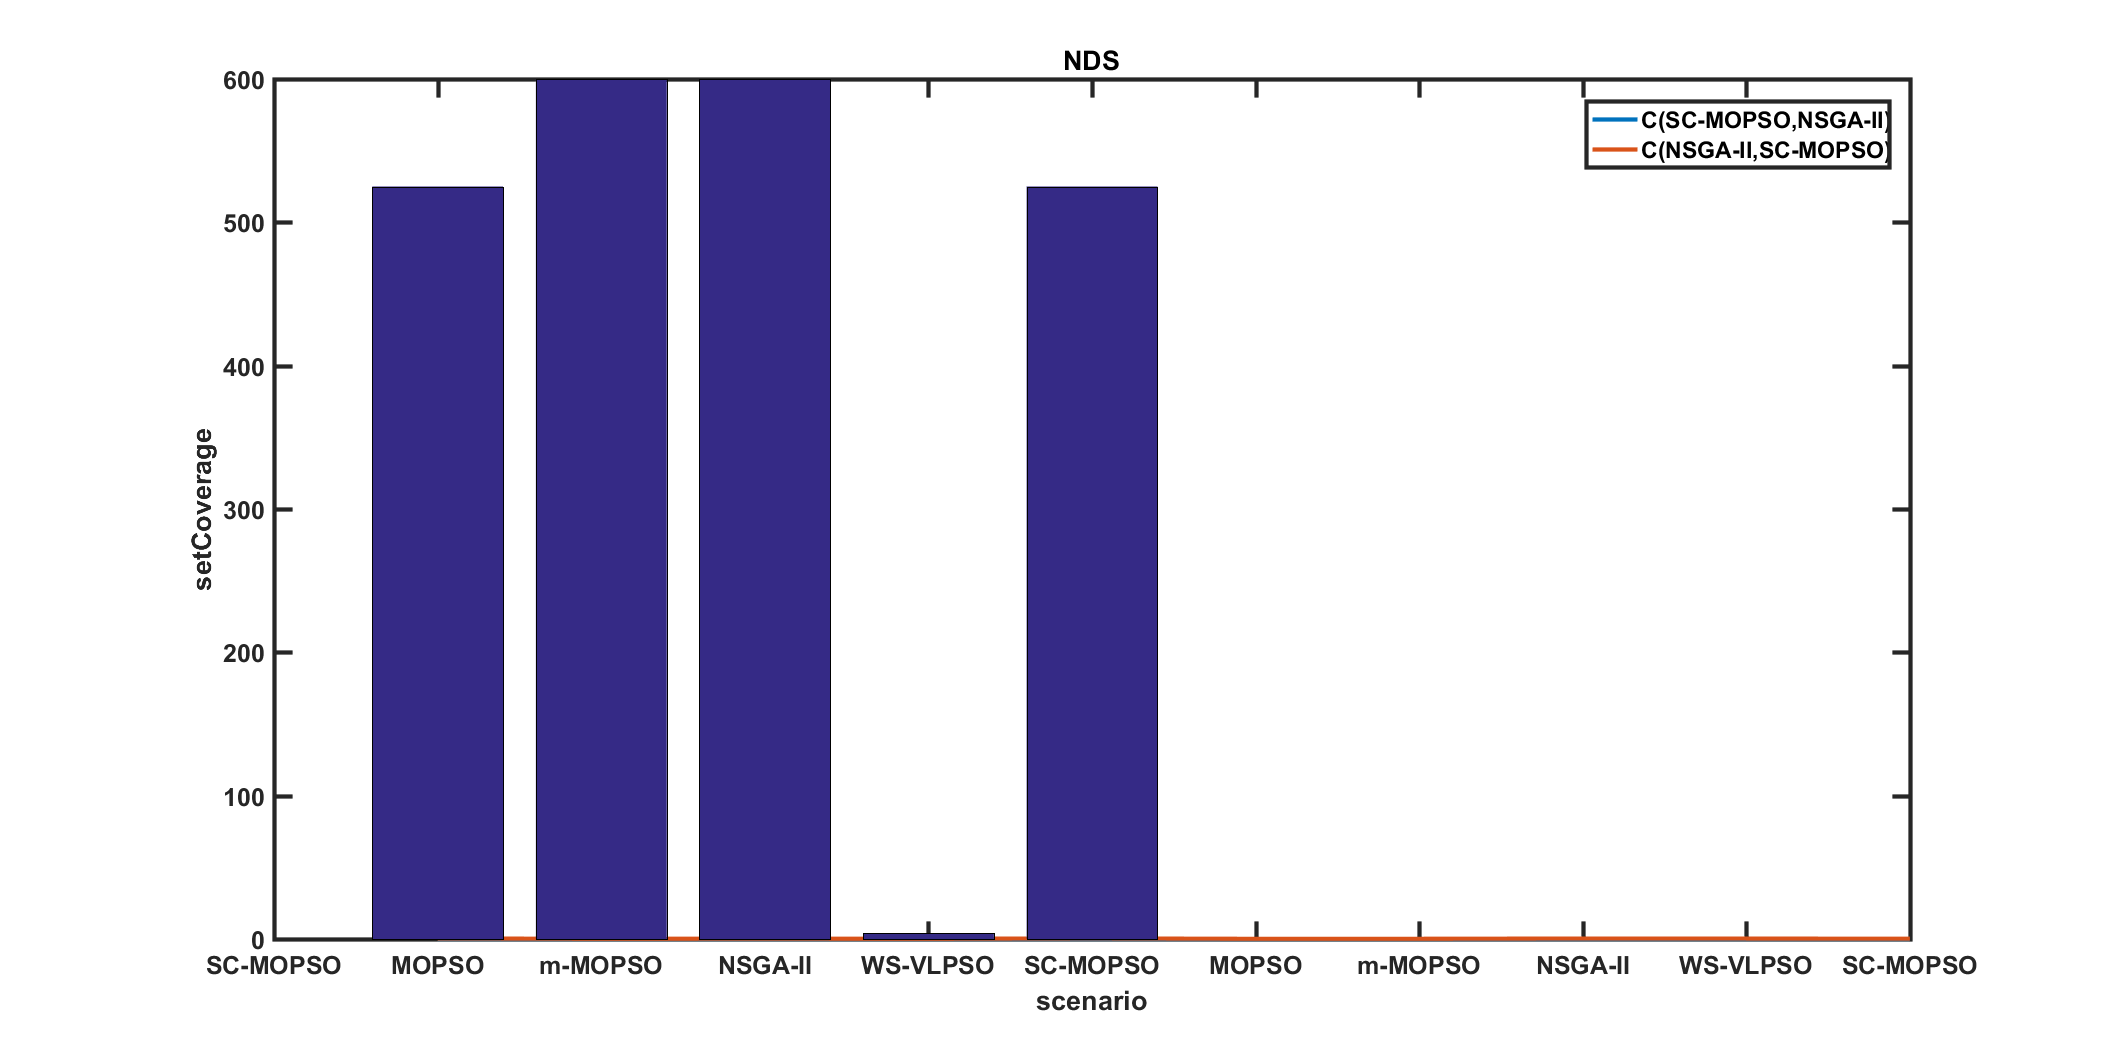 NDS
600
500
400
300
200
100
0
setCoverage
C(SC-MOPSO,NSGA-II)
C(NSGA-II,SC-MOPSO)
SC-MOPSO MOPSO m-MOPSO NSGA-II WS-VLPSO SC-MOPSO MOPSO m-MOPSO NSGA-II WS-VLPSO SC-MOPSO
scenario